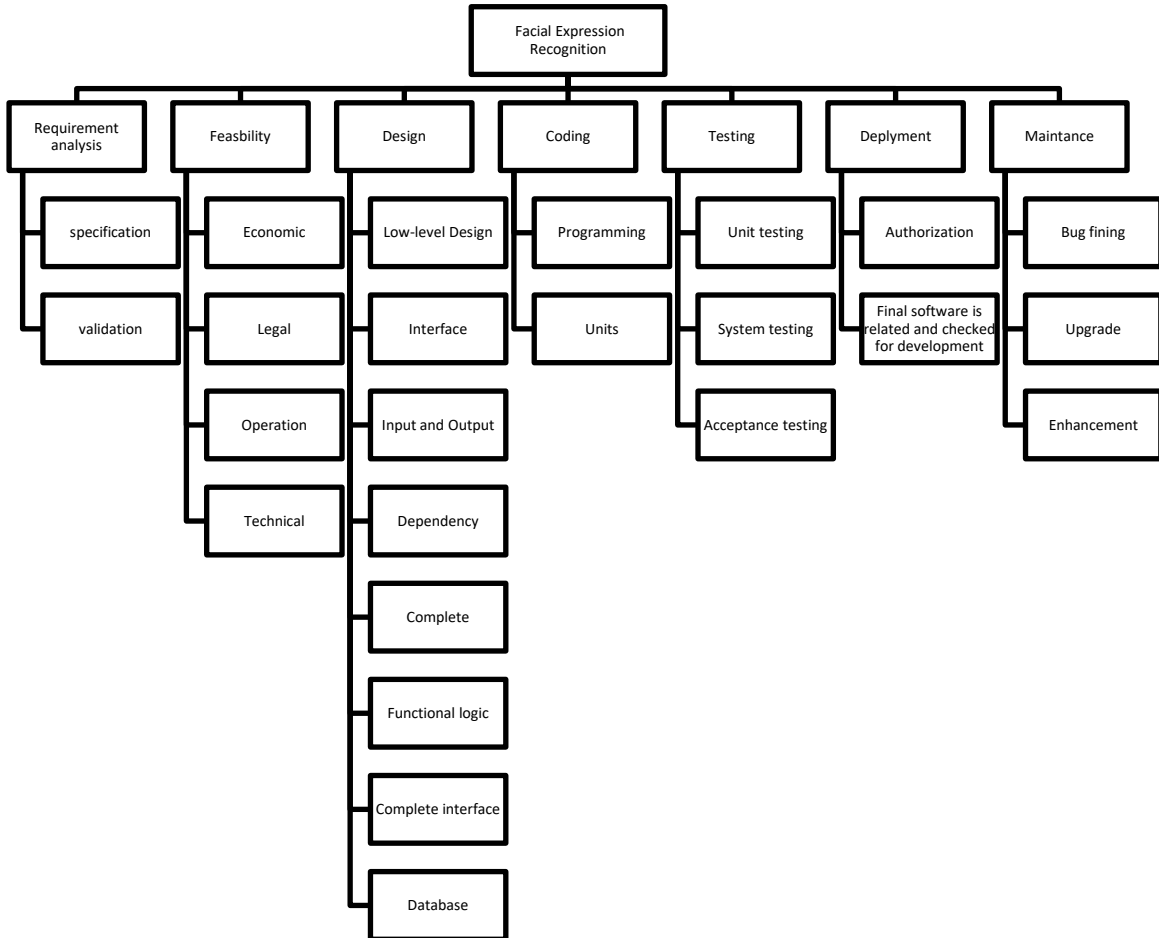 Facial Expression
Recognition
Requirement
analysis
Feasbility
Design
Coding
Testing
Deplyment
Maintance
specification
validation
Economic
Legal
Operation
Technical
Low-level Design
Interface
Input and Output
Dependency
Complete
Functional logic
Complete interface
Database
Programming
Units
Unit testing
System testing
Acceptance testing
Authorization
Final software is
related and checked
for development
Bug fining
Upgrade
Enhancement